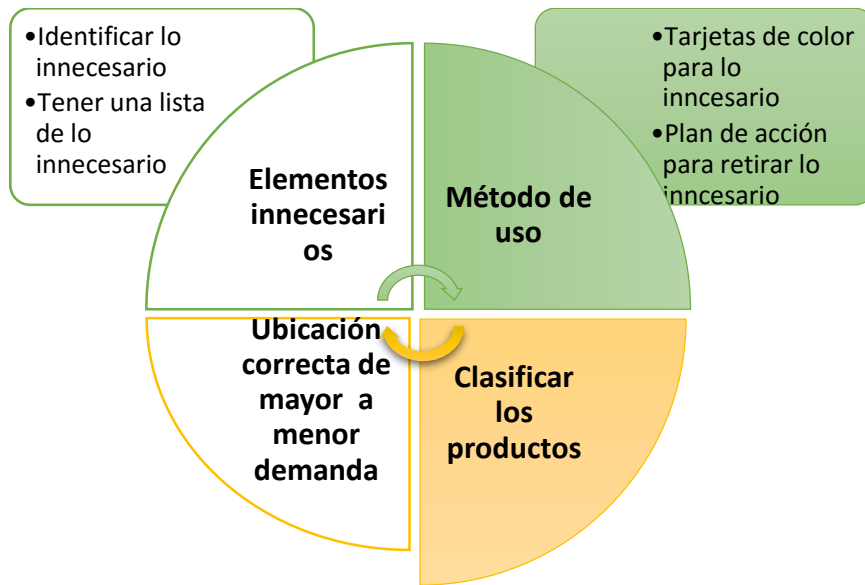 •Identificar lo
innecesario
•Tener una lista
de lo
innecesario
•Tarjetas de color
para lo
inncesario
•Plan de acción
para retirar lo
inncesario
Elementos
innecesari
os
Método de
uso
Ubicación
correcta de
mayor a
menor
demanda
Clasificar
los
productos